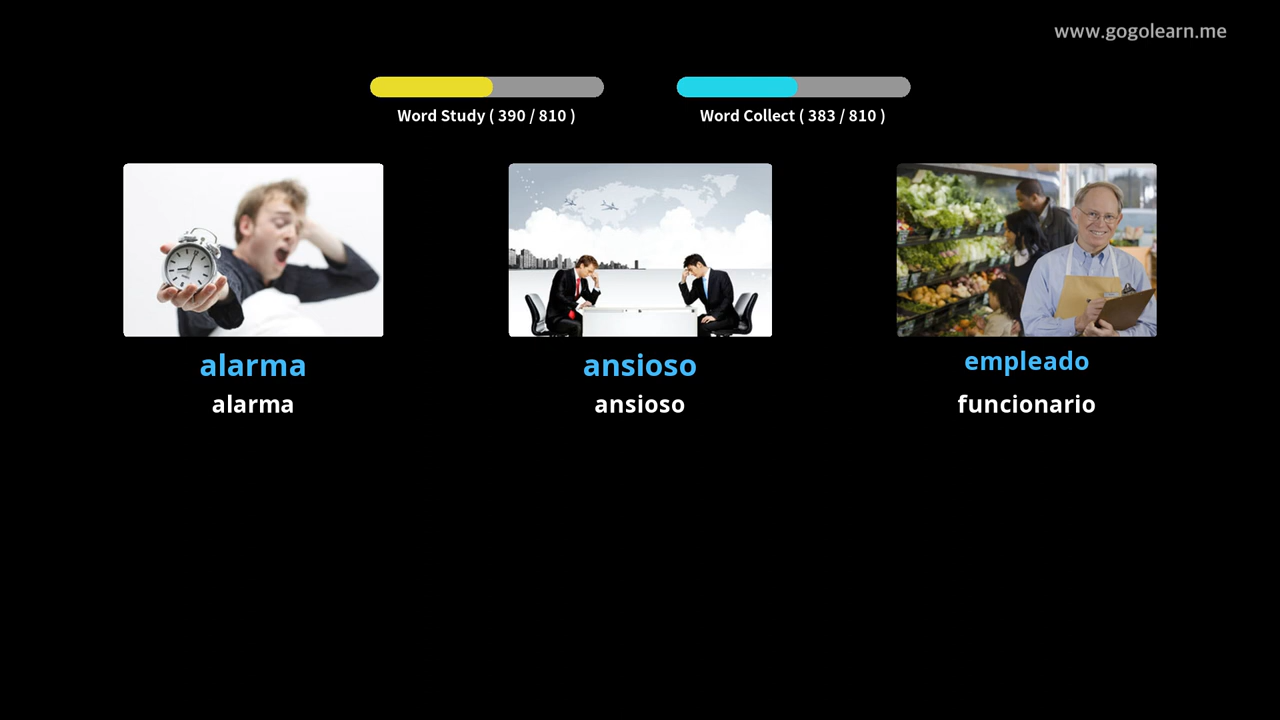 www.gogolearn.me
Word Study ( 390 / 810 )
Word Collect ( 383 / 810 )
alarma
alarma
ansioso
ansioso
empleado
funcionario